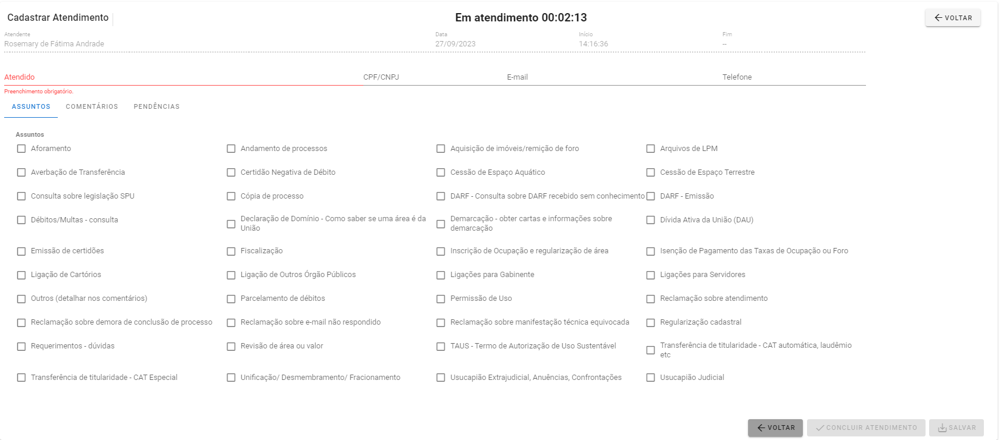 Cadastrar Atendimento
Em atendimento 00:02:13
VOLTAR
Atendente
Data
Início
Fim
Rosemary de Fátima Andrade
27/09/2023
14:16:36
--
Atendido
CPF/CNPJ
E-mail
Telefone
Preenchimento obrigatório.
ASSUNTOS
COMENTÁRIOS
PENDÊNCIAS
Assuntos
Aforamento
Andamento de processos
Aquisição de imóveis/remição de foro
Arquivos de LPM
Averbação de Transferência
Certidão Negativa de Débito
Cessão de Espaço Aquático
Cessão de Espaço Terrestre
Consulta sobre legislação SPU
Cópia de processo
DARF - Consulta sobre DARF recebido sem conhecimento
DARF - Emissão
Débitos/Multas - consulta
Declaração de Domínio - Como saber se uma área é da
União
Demarcação - obter cartas e informações sobre
demarcação
Dívida Ativa da União (DAU)
Emissão de certidões
Fiscalização
Inscrição de Ocupação e regularização de área
Isenção de Pagamento das Taxas de Ocupação ou Foro
Ligação de Cartórios
Ligação de Outros Órgão Públicos
Ligações para Gabinente
Ligações para Servidores
Outros (detalhar nos comentários)
Parcelamento de débitos
Permissão de Uso
Reclamação sobre atendimento
Reclamação sobre demora de conclusão de processo
Reclamação sobre e-mail não respondido
Reclamação sobre manifestação técnica equivocada
Regularização cadastral
Requerimentos - dúvidas
Revisão de área ou valor
TAUS - Termo de Autorização de Uso Sustentável
Transferência de titularidade - CAT automática, laudêmio
etc
Transferência de titularidade - CAT Especial
Unificação/ Desmembramento/ Fracionamento
Usucapião Extrajudicial, Anuências, Confrontações
Usucapião Judicial
VOLTAR
CONCLUIR ATENDIMENTO
SALVAR